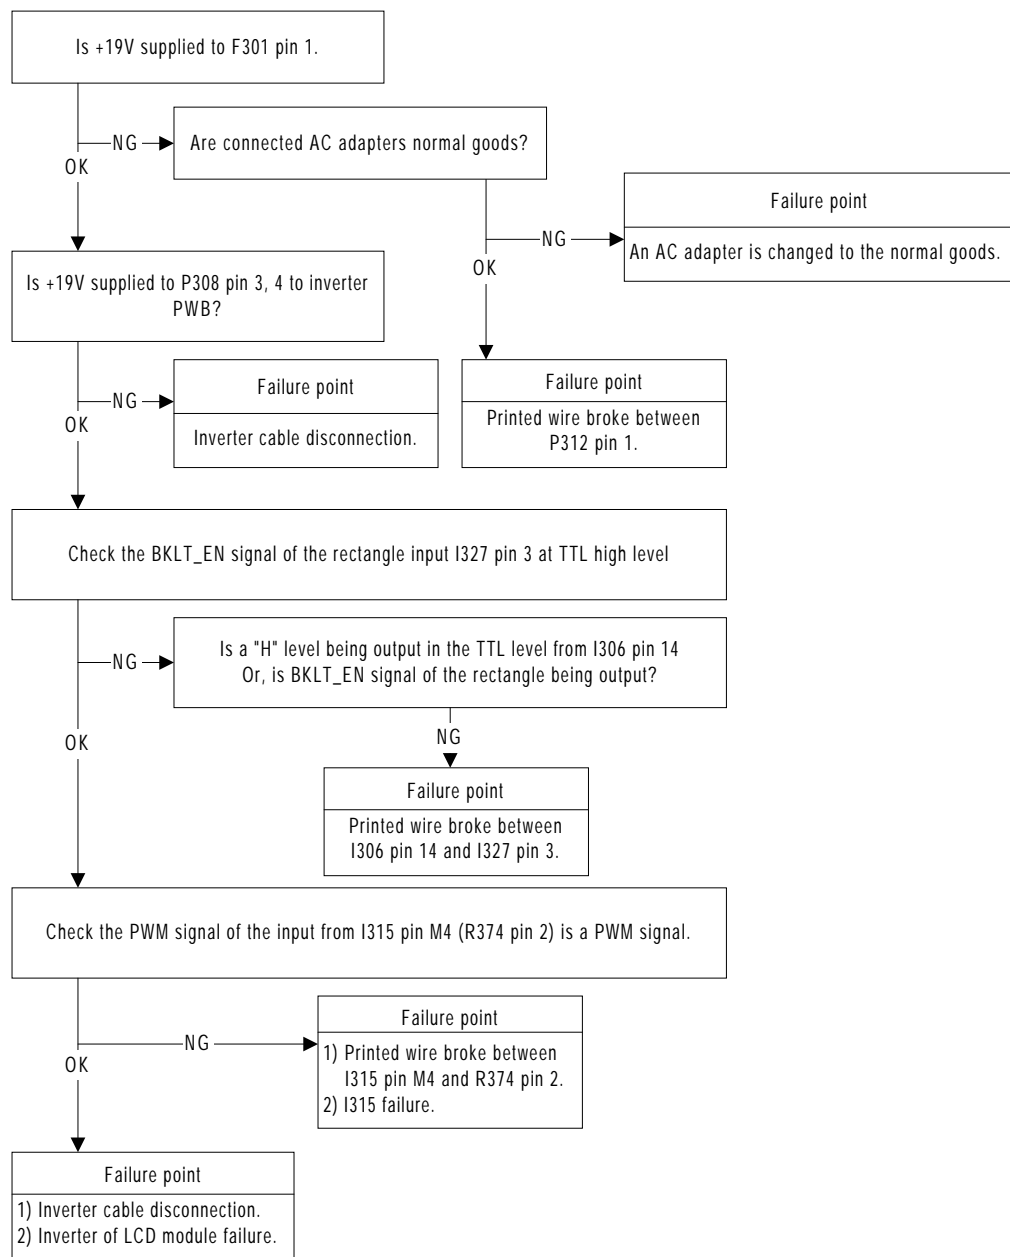 Is +19V supplied to F301 pin 1.
NG
Are connected AC adapters normal goods?
OK
Failure point
An AC adapter is changed to the normal goods.
NG
OK
Is +19V supplied to P308 pin 3, 4 to inverter
PWB?
Failure point
Printed wire broke between
P312 pin 1.
NG
Failure point
Inverter cable disconnection.
OK
Check the BKLT_EN signal of the rectangle input I327 pin 3 at TTL high level
NG
Is a "H" level being output in the TTL level from I306 pin 14
Or, is BKLT_EN signal of the rectangle being output?
OK
NG
Failure point
Printed wire broke between
I306 pin 14 and I327 pin 3.
Check the PWM signal of the input from I315 pin M4 (R374 pin 2) is a PWM signal.
NG
Failure point
1) Printed wire broke between
I315 pin M4 and R374 pin 2.
2) I315 failure.
OK
Failure point
1) Inverter cable disconnection.
2) Inverter of LCD module failure.